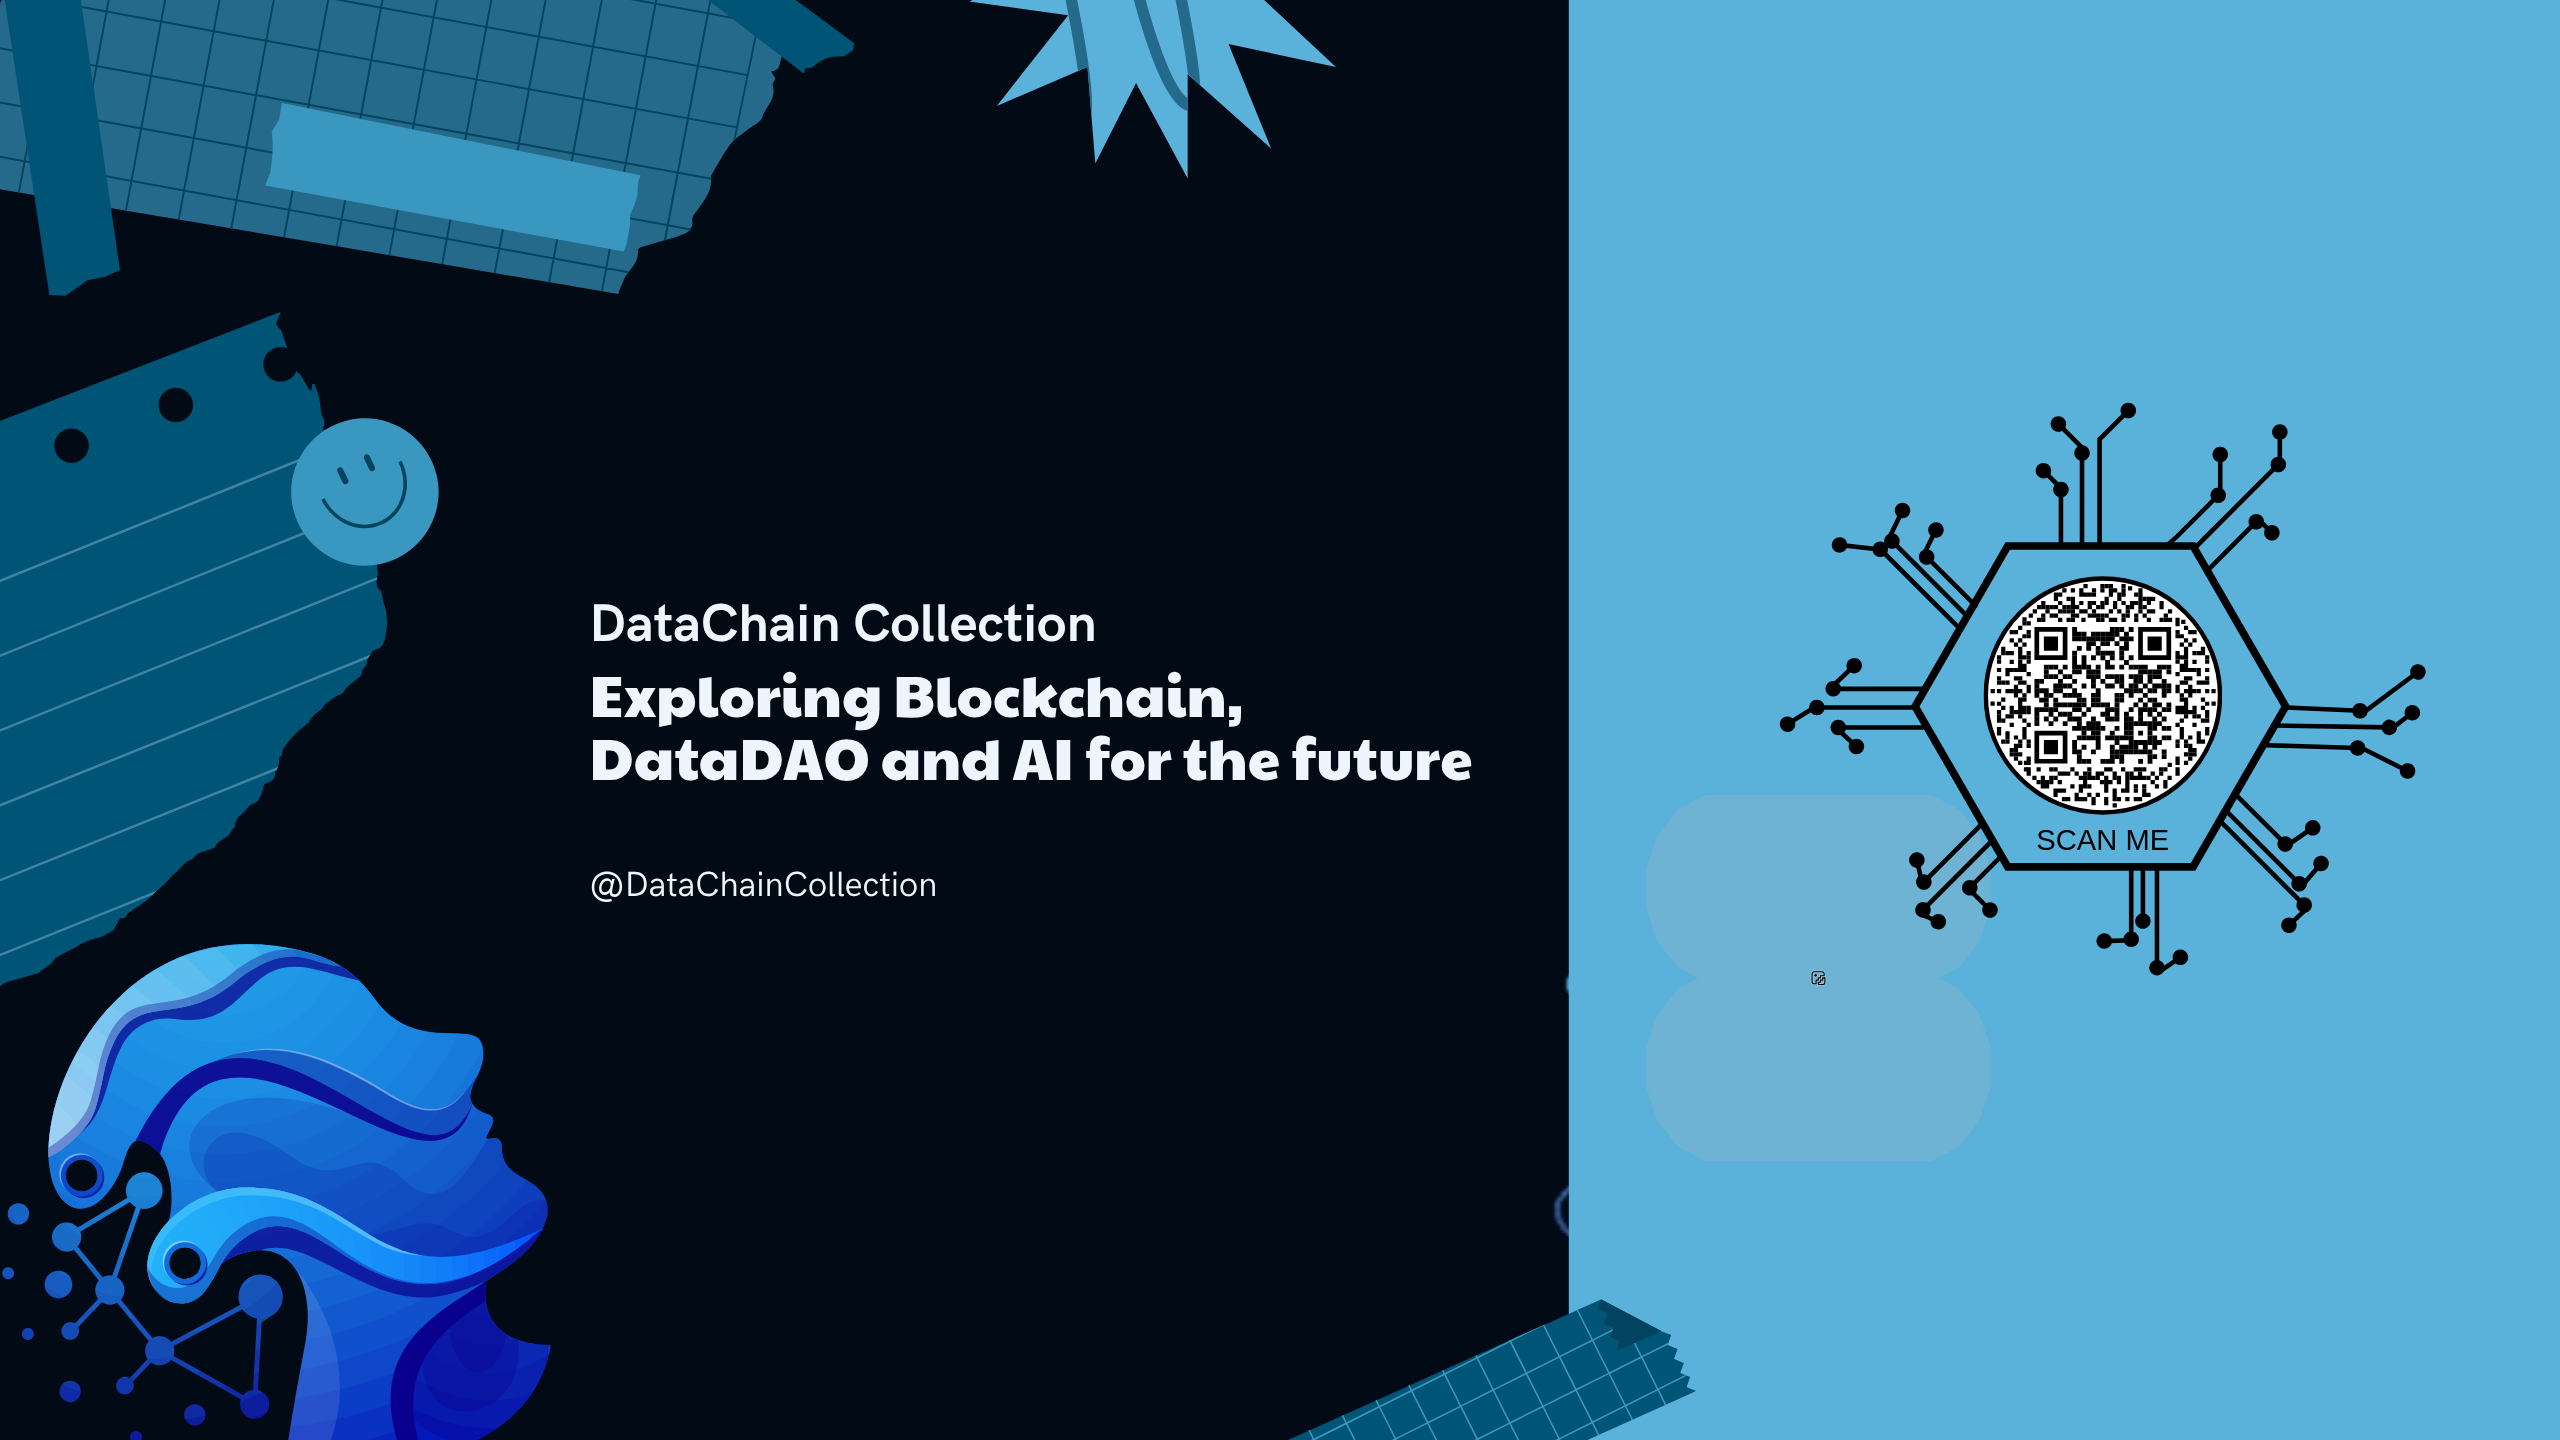 DataChain Collection
Exploring Blockchain,
DataDAO and AI for the future
@DataChainCollection
SCAN ME